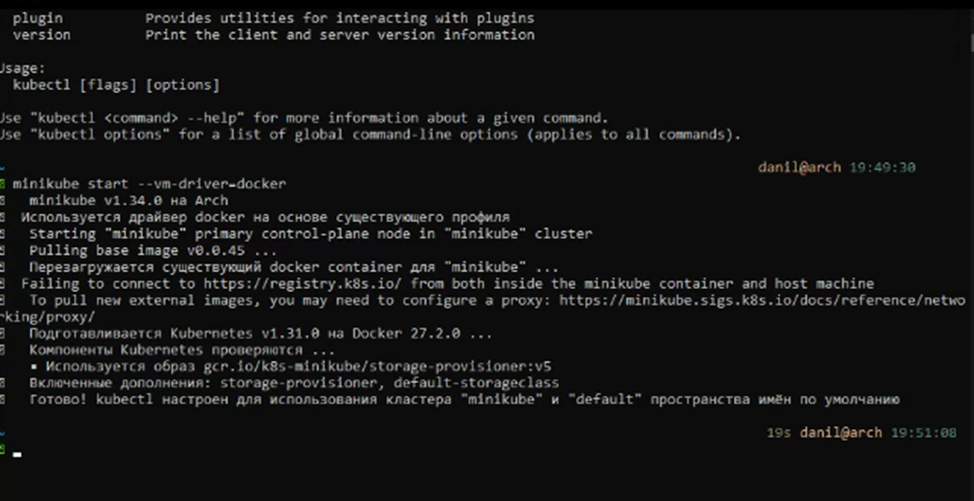 plugin Provides utilities for interacting with plugins
version Print the client and server version information
Usage:
kubectl [flags] [options]
Use "kubectl <command> --help" for more information about a given command.
Use "kubectl options" for a list of global command-line options (applies to all commands).
danil@arch 19:49:30
minikube start --vm-driver=docker
minikube v1.34.0 на Arch
Используется драйвер docker на основе существующего профиля
Starting "minikube" primary control-plane node in "minikube" cluster
Pulling base image v0.0.45 ...
Перезагружается существующий docker container для "minikube" ...
Failing to connect to https://registry.k8s.io/ from both inside the minikube container and host machine
To pull new external images, you may need to configure a proxy: https://minikube.sigs.k8s.io/docs/reference/netwo
rking/proxy/
Подготавливается Kubernetes v1.31.0 на Docker 27.2.0 ...
Компоненты Kubernetes проверяются ...
▪ Используется образ gcr.io/k8s-minikube/storage-provisioner:v5
Включенные дополнения: storage-provisioner, default-storageclass
Готово! kubectl настроен для использования кластера "minikube" и "default" пространства имён по умолчанию
19s danil@arch 19:51:08